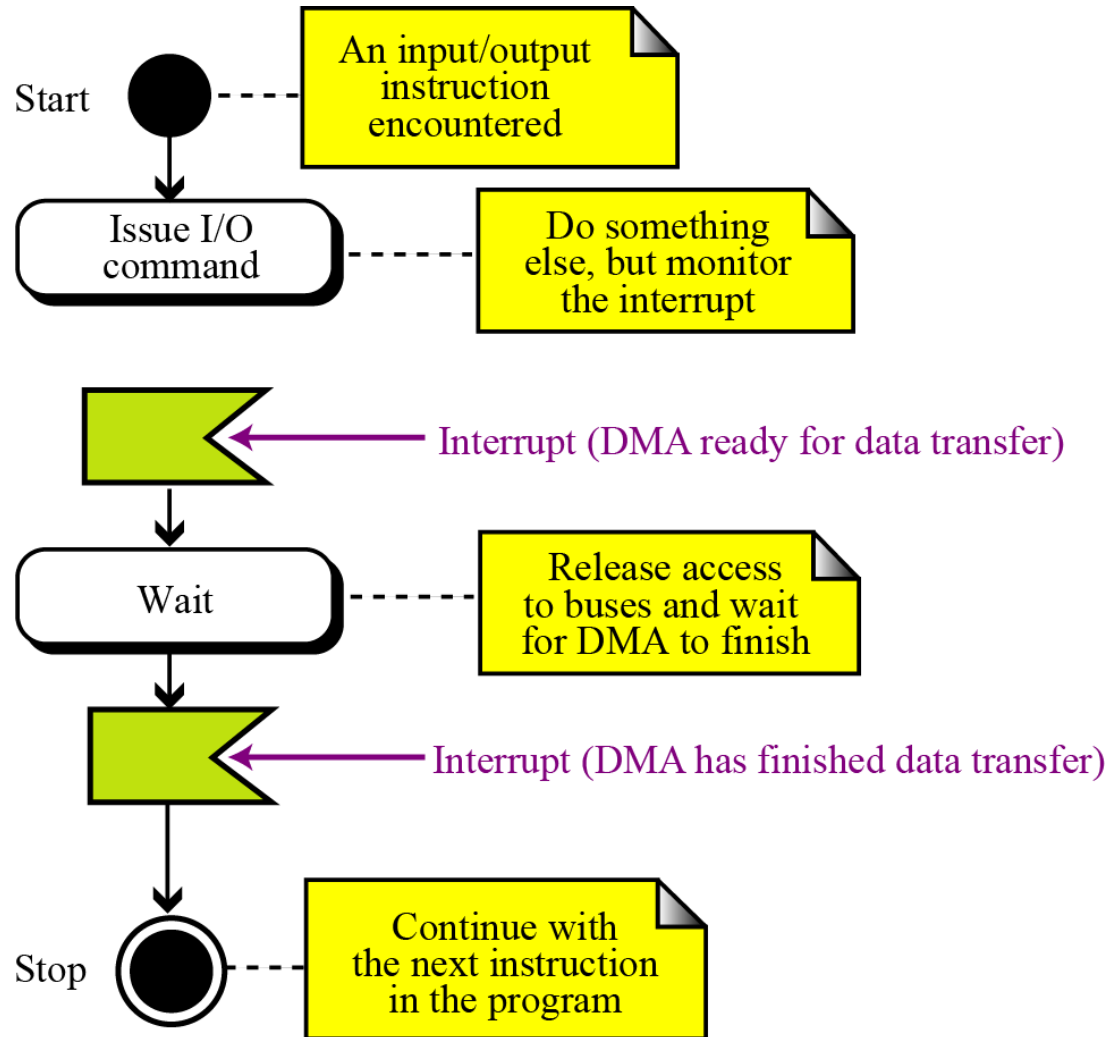 Start
An input/output
instruction
encountered
Issue I/O
command
Do something
else, but monitor
the interrupt
Interrupt (DMA ready for data transfer)
Wait
Release access
to buses and wait
for DMA to finish
Interrupt (DMA has finished data transfer)
Stop
Continue with
the next instruction
in the program